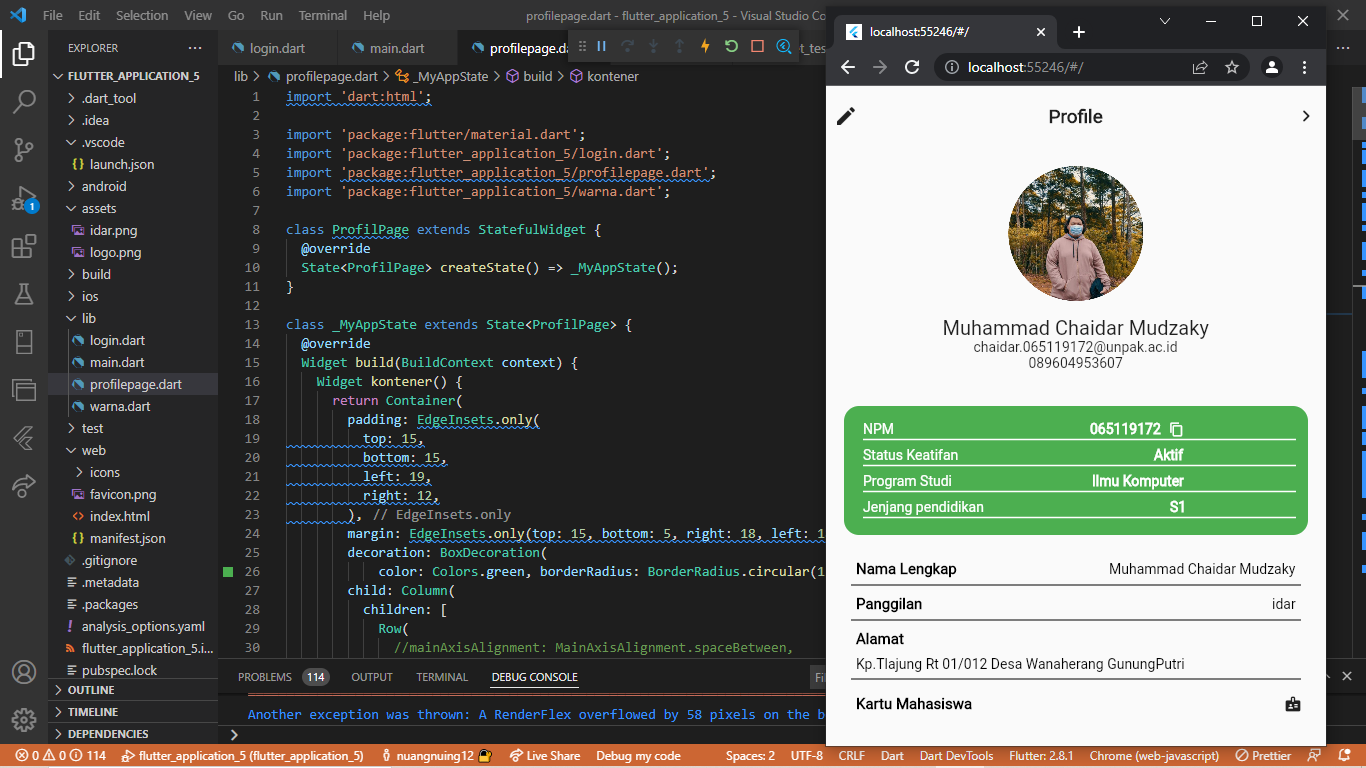 File Edit Selection View Go Run Terminal Help
profilepage.dart - flutter_application_5 - Visual Studio Co
EXPLORER
FLUTTER_APPLICATION_5
.dart_tool
.idea
.vscode
launch.json
android
assets
idar.png
logo.png
build
ios
lib
login.dart
main.dart
profilepage.dart
warna.dart
test
web
icons
favicon.png
index.html
manifest.json
.gitignore
.metadata
.packages
analysis_options.yaml
flutter_application_5.i...
pubspec.lock
OUTLINE
TIMELINE
DEPENDENCIES
1
login.dart main.dart profilepage.da et_tes
lib > profilepage.dart > _MyAppState > build > kontener
1 import 'dart:html';
2
3 import 'package:flutter/material.dart';
4 import 'package:flutter_application_5/login.dart';
5 import 'package:flutter_application_5/profilepage.dart';
6 import 'package:flutter_application_5/warna.dart';
7
8 class ProfilPage extends StatefulWidget {
9 @override
10 State<ProfilPage> createState() => _MyAppState();
11 }
12
13 class _MyAppState extends State<ProfilPage> {
14 @override
15 Widget build(BuildContext context) {
16 Widget kontener() {
17 return Container(
18 padding: EdgeInsets.only(
19 top: 15,
20 bottom: 15,
21 left: 19,
22 right: 12,
23 ), // EdgeInsets.only
24 margin: EdgeInsets.only(top: 15, bottom: 5, right: 18, left: 1
25 decoration: BoxDecoration(
26 color: Colors.green, borderRadius: BorderRadius.circular(1
27 child: Column(
28 children: [
29 Row(
30 //mainAxisAlignment: MainAxisAlignment.spaceBetween,
PROBLEMS 114 OUTPUT TERMINAL DEBUG CONSOLE Fi
Another exception was thrown: A RenderFlex overflowed by 58 pixels on the b
localhost:55246/#/
localhost:55246/#/
Profile
Muhammad Chaidar Mudzaky
chaidar.065119172@unpak.ac.id
089604953607
NPM 065119172
Status Keatifan Aktif
Program Studi Ilmu Komputer
Jenjang pendidikan S1
Nama Lengkap Muhammad Chaidar Mudzaky
Panggilan idar
Alamat
Kp.Tlajung Rt 01/012 Desa Wanaherang GunungPutri
Kartu Mahasiswa
0 0 114 flutter_application_5 (flutter_application_5) nuangnuing12 Live Share Debug my code Spaces: 2 UTF-8 CRLF Dart Dart DevTools Flutter: 2.8.1 Chrome (web-javascript) Prettier